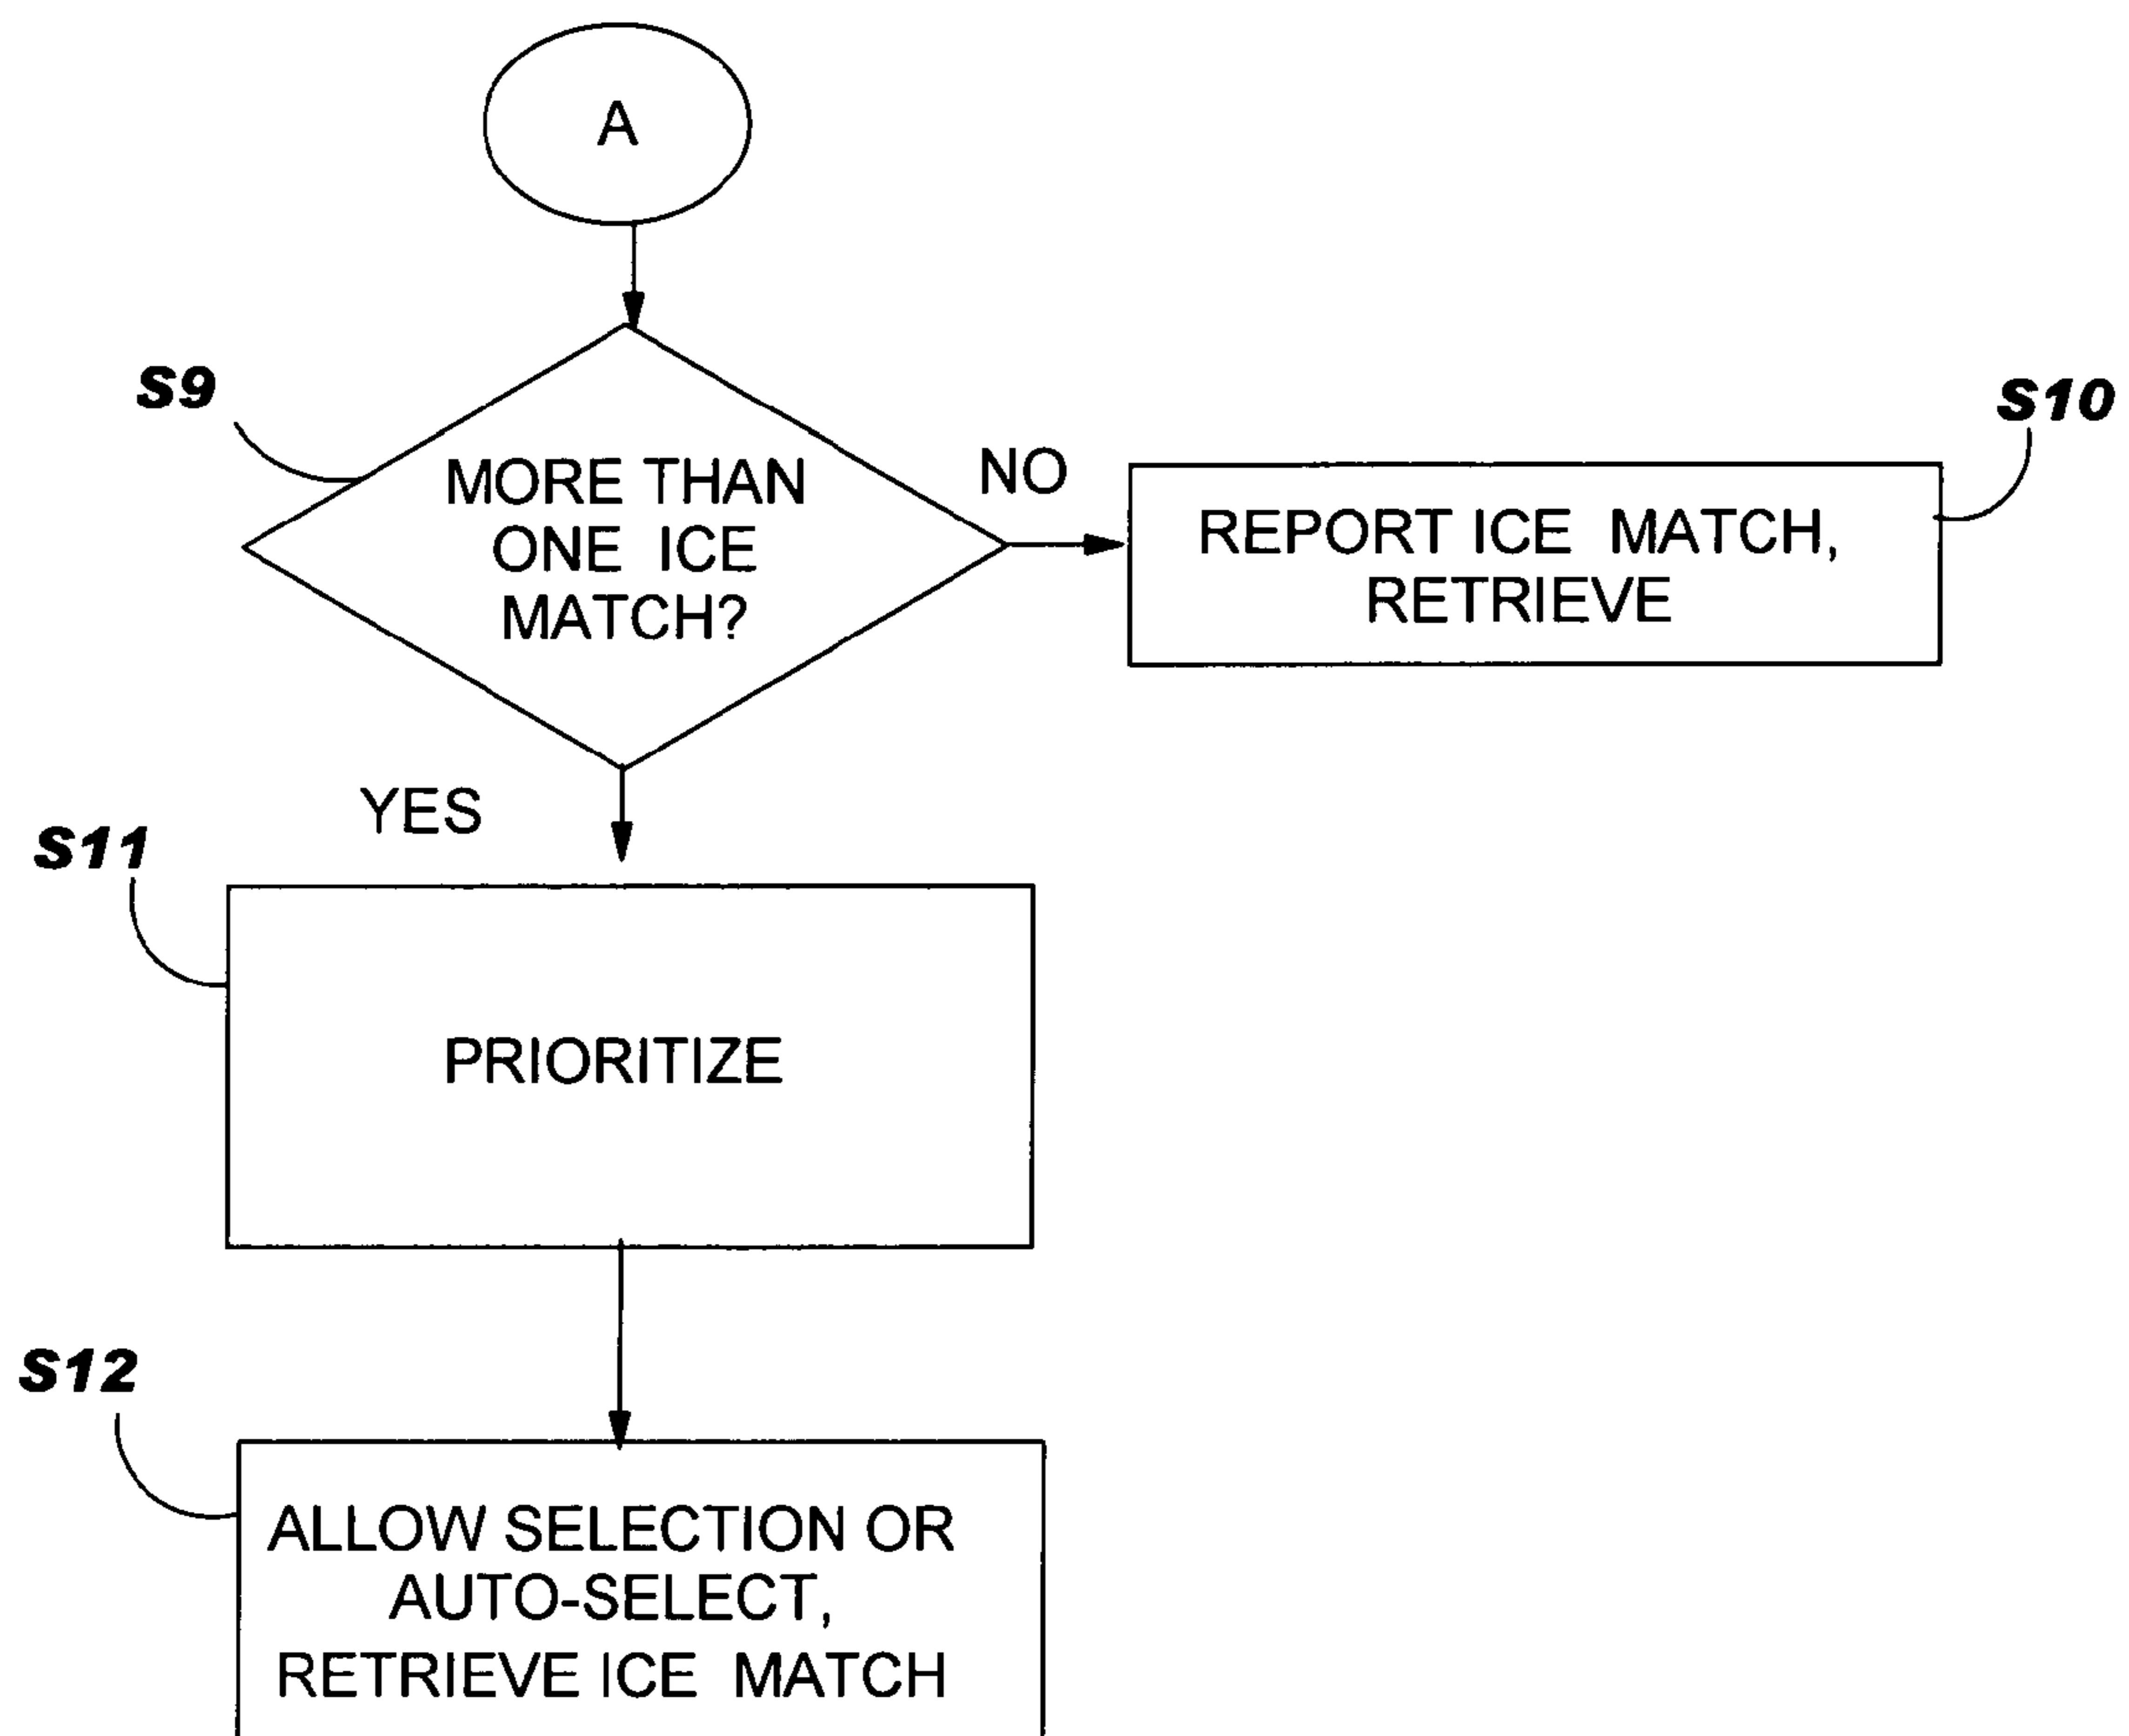 A
S9
MORE THAN
ONE ICE
MATCH?
NO
S10
REPORT ICE MATCH,
RETRIEVE
YES
S11
PRIORITIZE
S12
ALLOW SELECTION OR
AUTO-SELECT,
RETRIEVE ICE MATCH